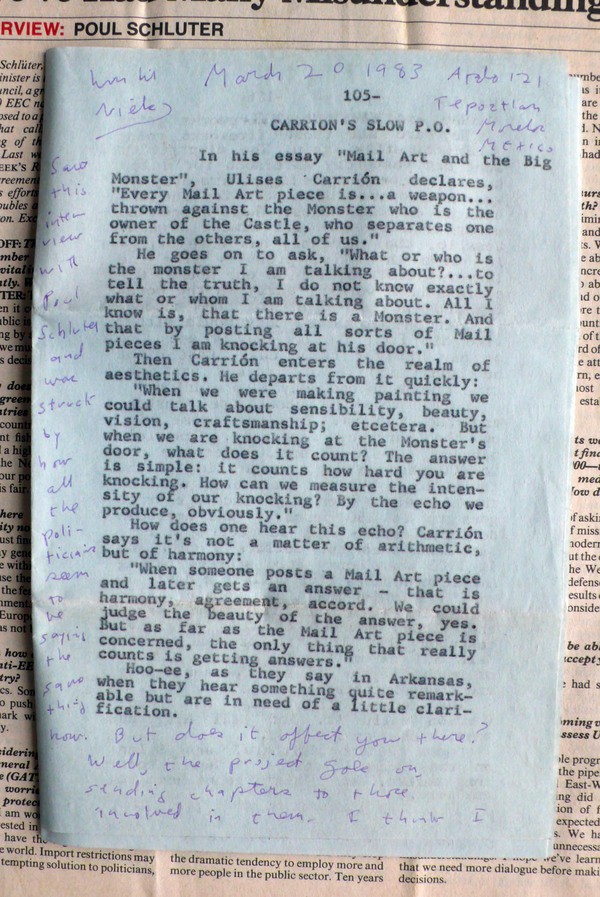 Many Misunderstanding
RVIEW: POUL SCHLUTER
March 20 1983 Apdo 121
Tepoztlan
Morelos
Mexico
Niels
105-
CARRION'S SLOW P.O.
In his essay "Mail Art and the Big
Monster", Ulises Carrión declares,
"Every Mail Art piece is...a weapon...
thrown against the Monster who is the
owner of the Castle, who separates one
from the others, all of us."
He goes on to ask, "What or who is
the monster I am talking about?...to
tell the truth, I do not know exactly
what or whom I am talking about. All I
know is, that there is a Monster. And
that by posting all sorts of Mail
pieces I am knocking at his door."
Then Carrión enters the realm of
aesthetics. He departs from it quickly:
"When we were making painting we
could talk about sensibility, beauty,
vision, craftsmanship; etcetera. But
when we are knocking at the Monster's
door, what does it count? The answer
is simple: it counts how hard you are
knocking. How can we measure the inten-
sity of our knocking? By the echo we
produce, obviously."
How does one hear this echo? Carrión
says it's not a matter of arithmetic,
but of harmony:
"When someone posts a Mail Art piece
and later gets an answer - that is
harmony, agreement, accord. We could
judge the beauty of the answer, yes.
But as far as the Mail Art piece is
concerned, the only thing that really
counts is getting answers."
Hoo-ee, as they say in Arkansas,
when they hear something quite remark-
able but are in need of a little clari-
fication.
Saw
this
inter
view
with
Poul
Schluter
and
was
struck
by
how
all
the
poli-
ticians
seem
to
be
saying
the
same
thing
now. But does it affect you there?
Well, the project goes on,
sending chapters to those
involved in them. I think I
the world. Import restrictions may
tempting solution to politicians,
the dramatic tendency to employ more and
more people in the public sector. Ten years
that we need more dialogue before
decisions.